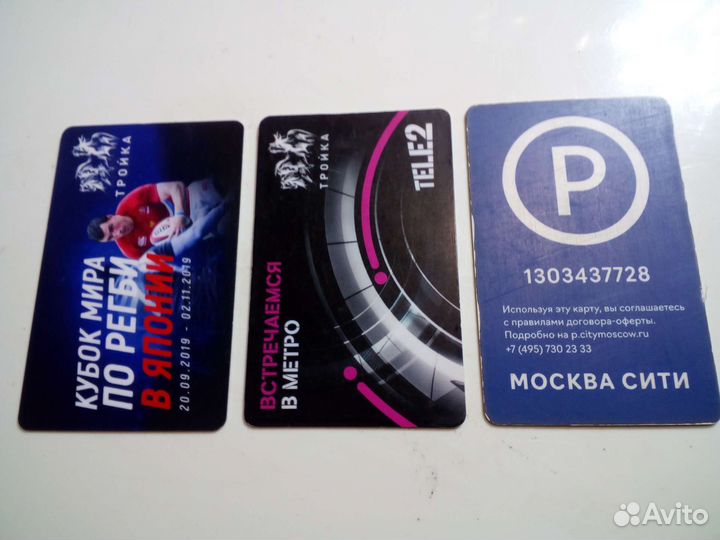 ТРОЙКА
КУБОК МИРА
ПО РЕГБИ
В ЯПОНИИ
20.09.2019 - 02.11.2019
ТРОЙКА
TELE2
ВСТРЕЧАЕМСЯ
В МЕТРО
P
1303437728
Используя эту карту, вы соглашаетесь
с правилами договора-оферты.
Подробно на p.citymoscow.ru
+7 (495) 730 23 33
МОСКВА СИТИ
Avito